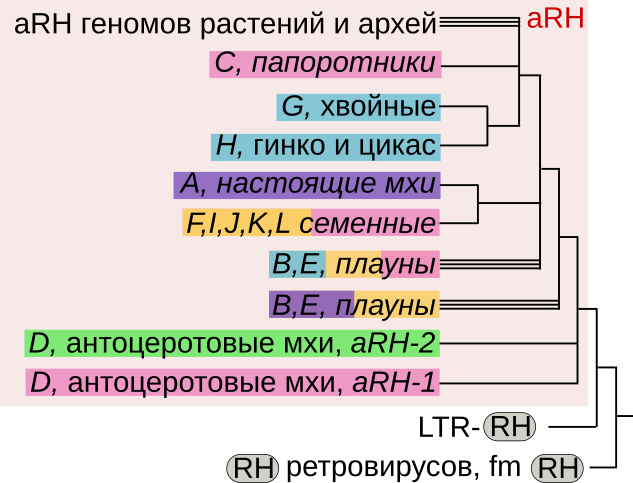 aRH геномов растений и архей aRH
C, папоротники
G, хвойные
H, гинко и цикас
A, настоящие мхи
F,I,J,K,L семенные
B,E, плауны
B,E, плауны
D, антоцеротовые мхи, aRH-2
D, антоцеротовые мхи, aRH-1
LTR- RH
RH ретровирусов, fm RH